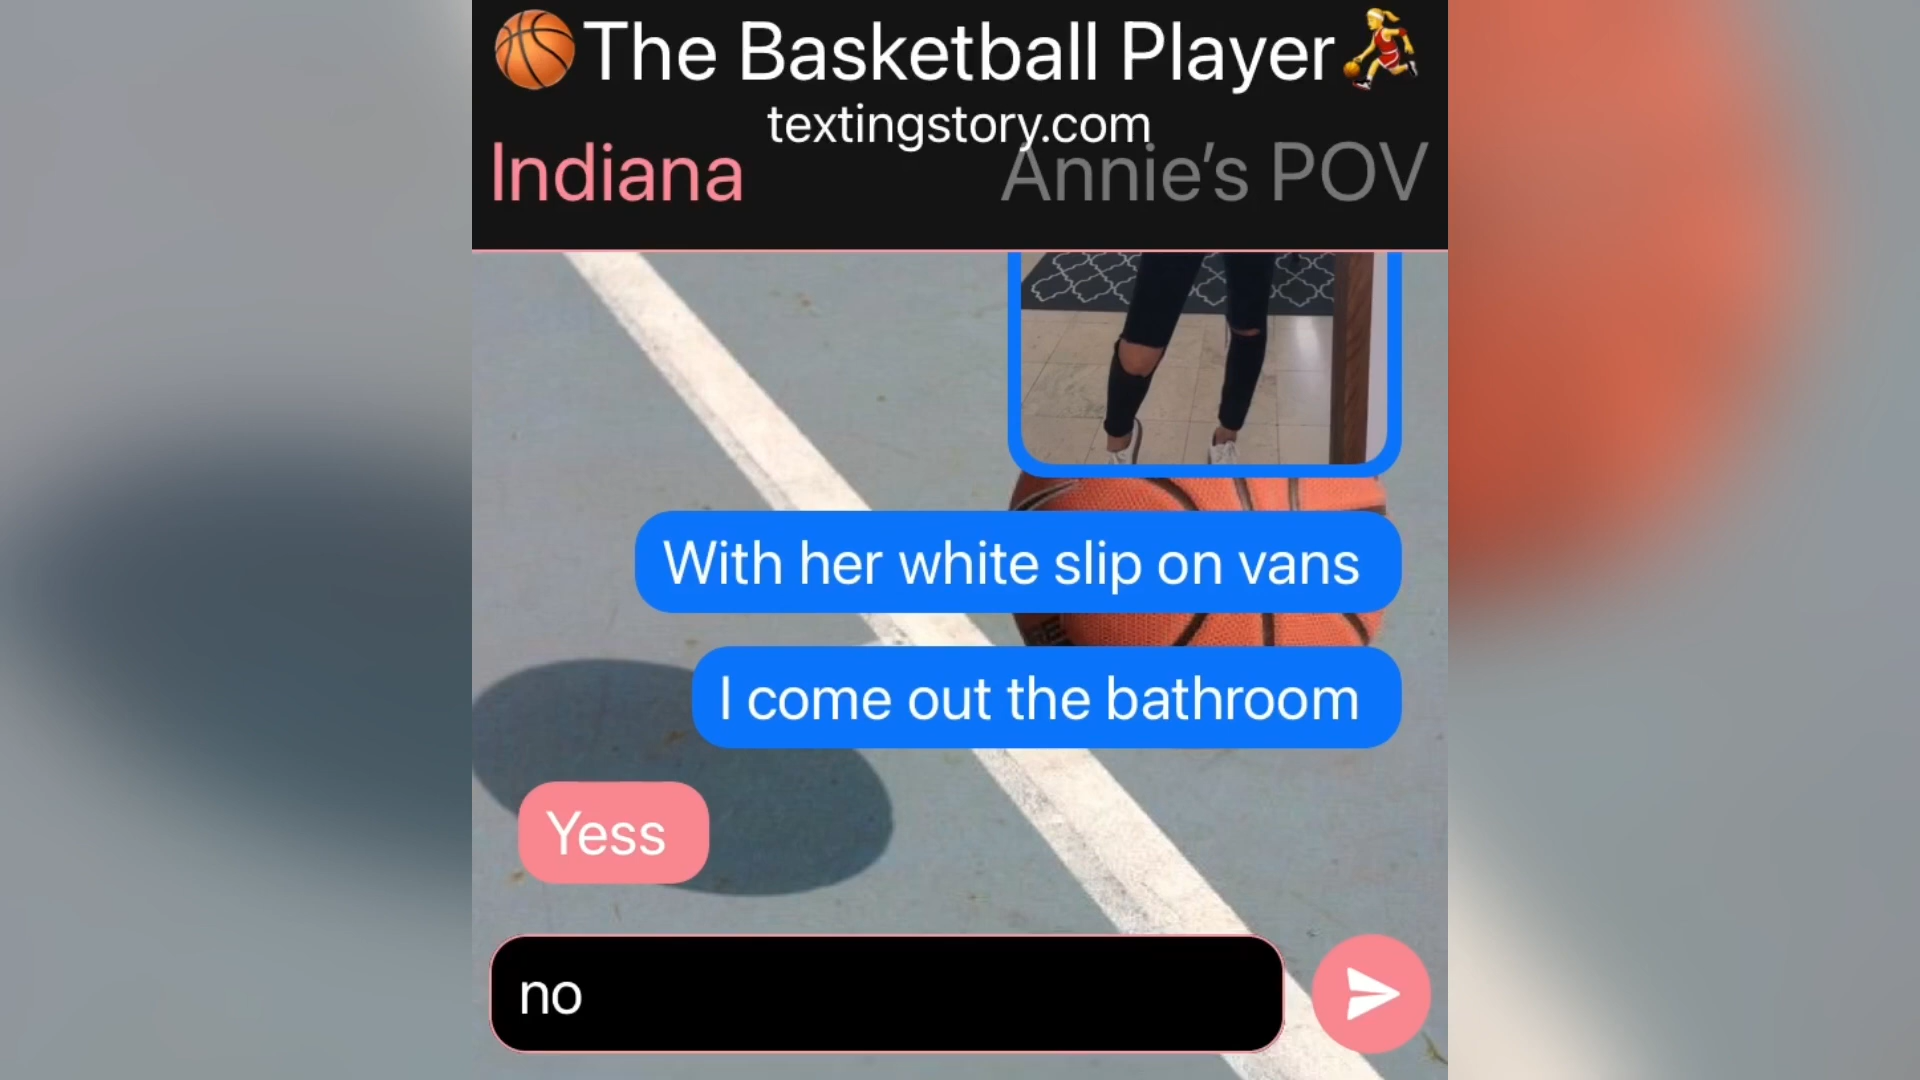 🏀The Basketball Player⛹️‍♀️
textingstory.com
Indiana
Annie’s POV
With her white slip on vans
I come out the bathroom
Yess
no